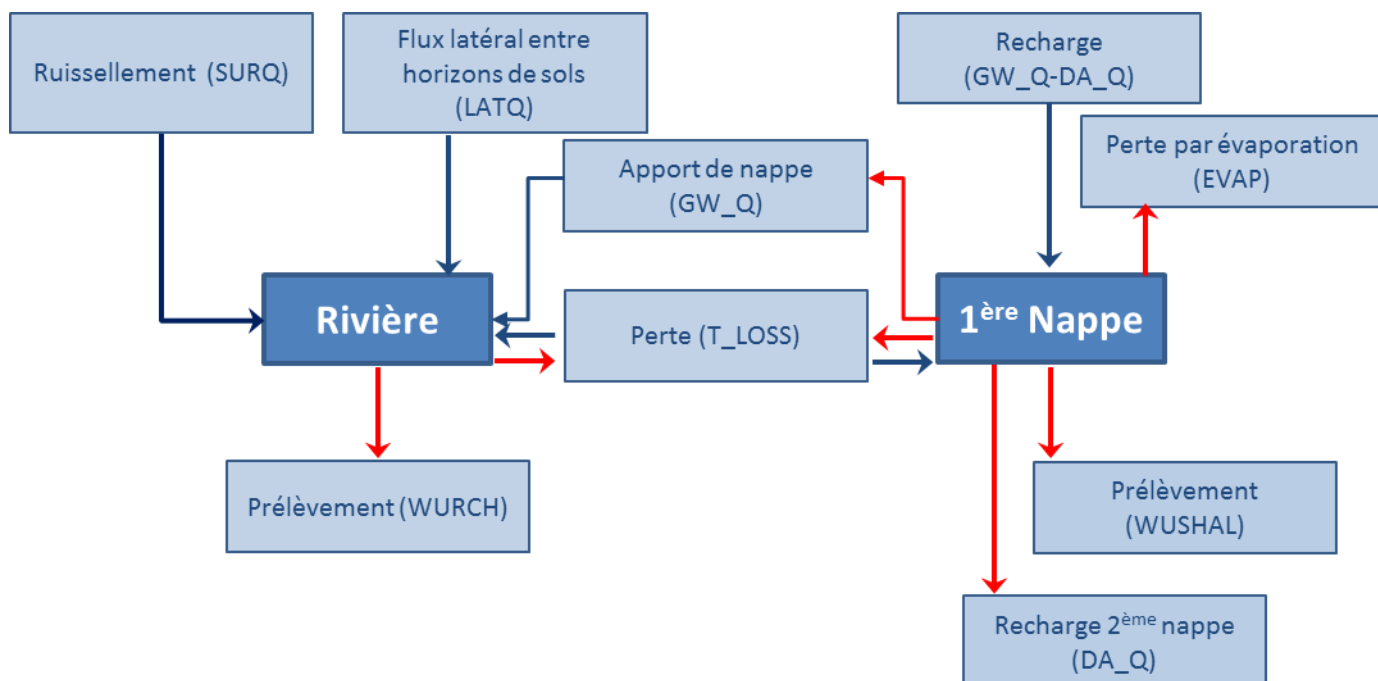 Ruissellement (SURQ)
Flux latéral entre
horizons de sols
(LATQ)
Recharge
(GW_Q-DA_Q)
Perte par évaporation
(EVAP)
Apport de nappe
(GW_Q)
Rivière
Perte (T_LOSS)
1ère Nappe
Prélèvement (WURCH)
Prélèvement
(WUSHAL)
Recharge 2ème nappe
(DA_Q)